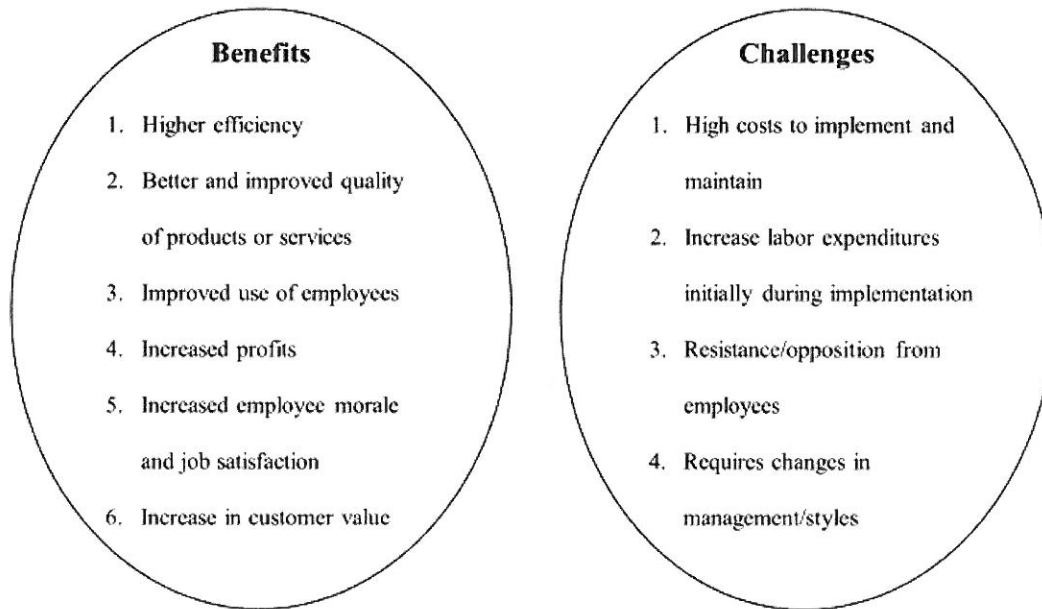 Benefits
1. Higher efficiency
2. Better and improved quality
of products or services
3. Improved use of employees
4. Increased profits
5. Increased employee morale
and job satisfaction
6. Increase in customer value
Challenges
1. High costs to implement and
maintain
2. Increase labor expenditures
initially during implementation
3. Resistance/opposition from
employees
4. Requires changes in
management/styles